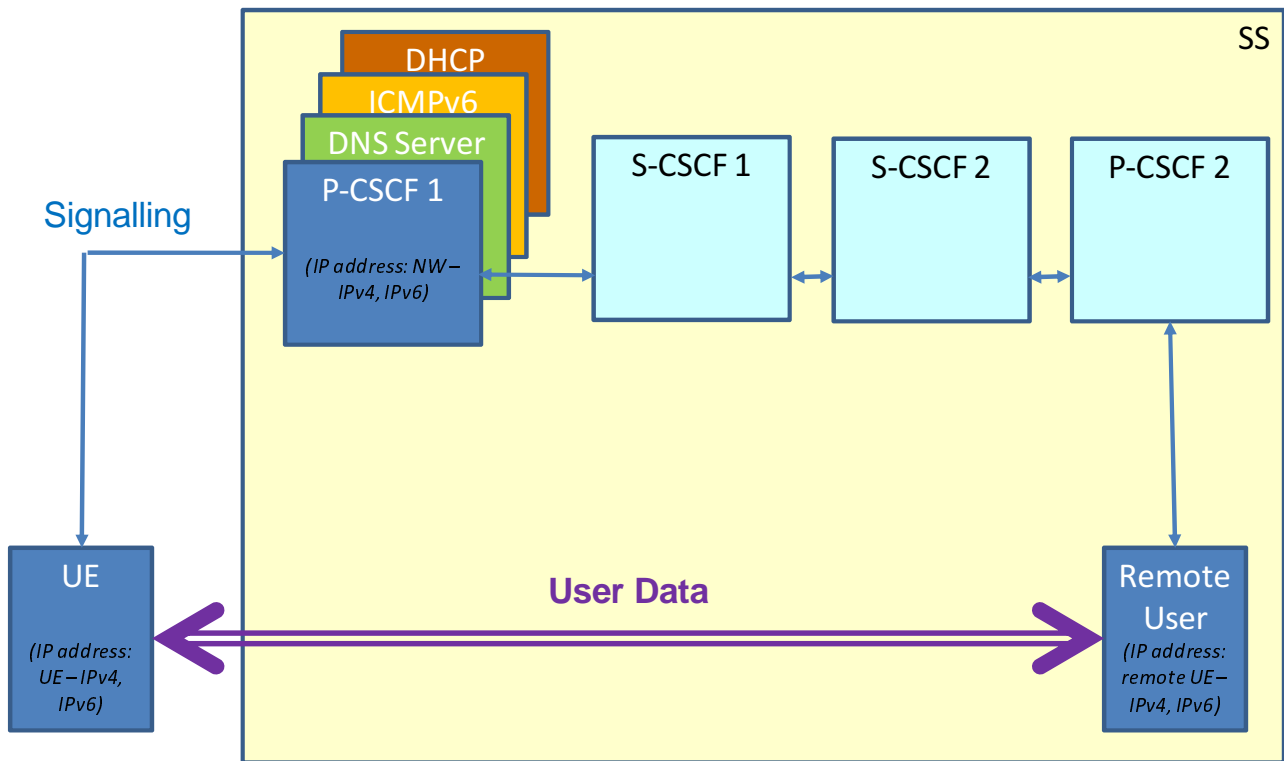 SS
DHCP
ICMPv6
DNS Server
P-CSCF 1
(IP address: NW–
IPv4, IPv6)
S-CSCF 1
S-CSCF 2
P-CSCF 2
Signalling
UE
(IP address:
UE–IPv4,
IPv6)
User Data
Remote
User
(IP address:
remote UE–
IPv4, IPv6)